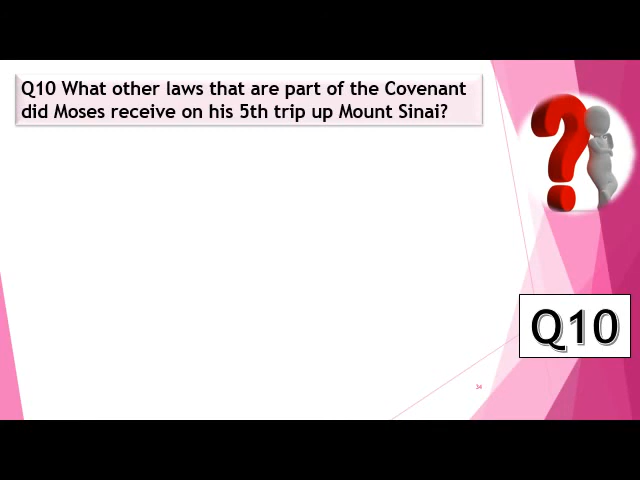 Q10 What other laws that are part of the Covenant
did Moses receive on his 5th trip up Mount Sinai?
Q10
34